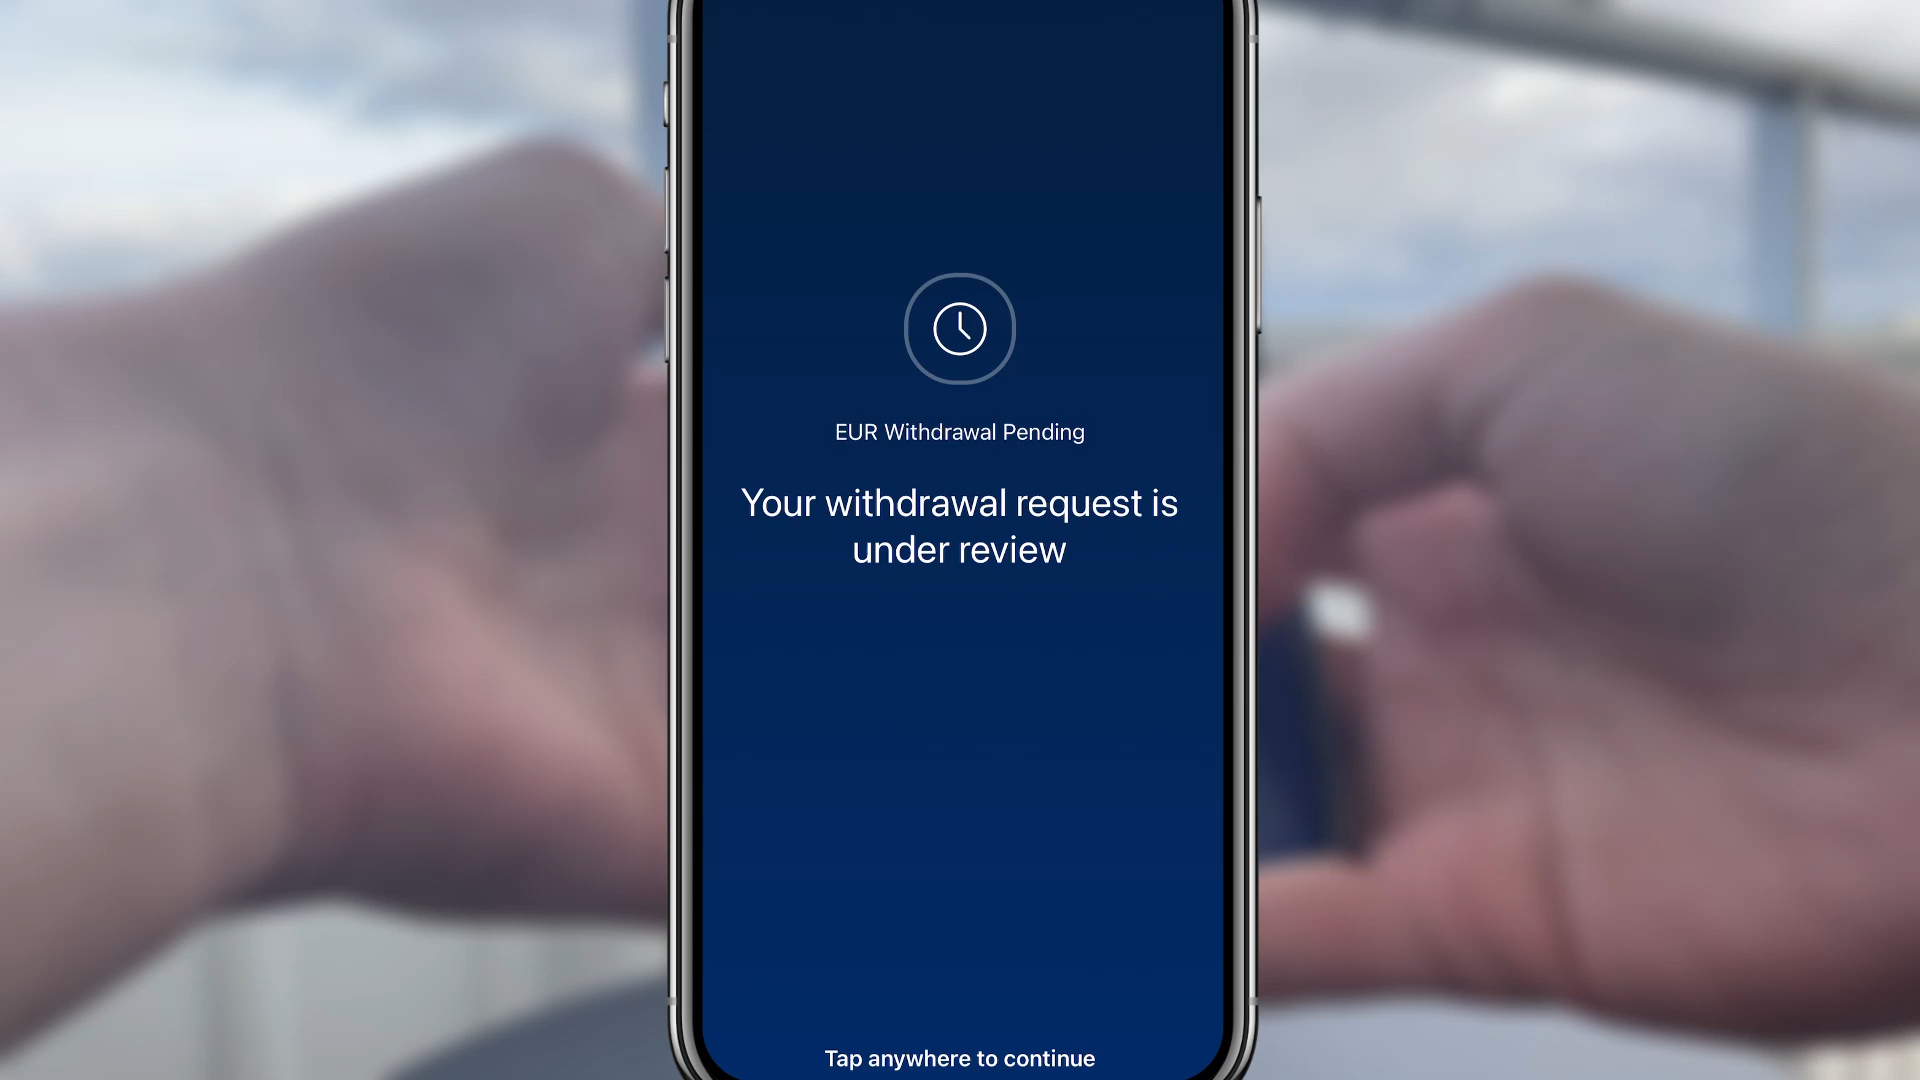 EUR Withdrawal Pending
Your withdrawal request is
under review
Tap anywhere to continue